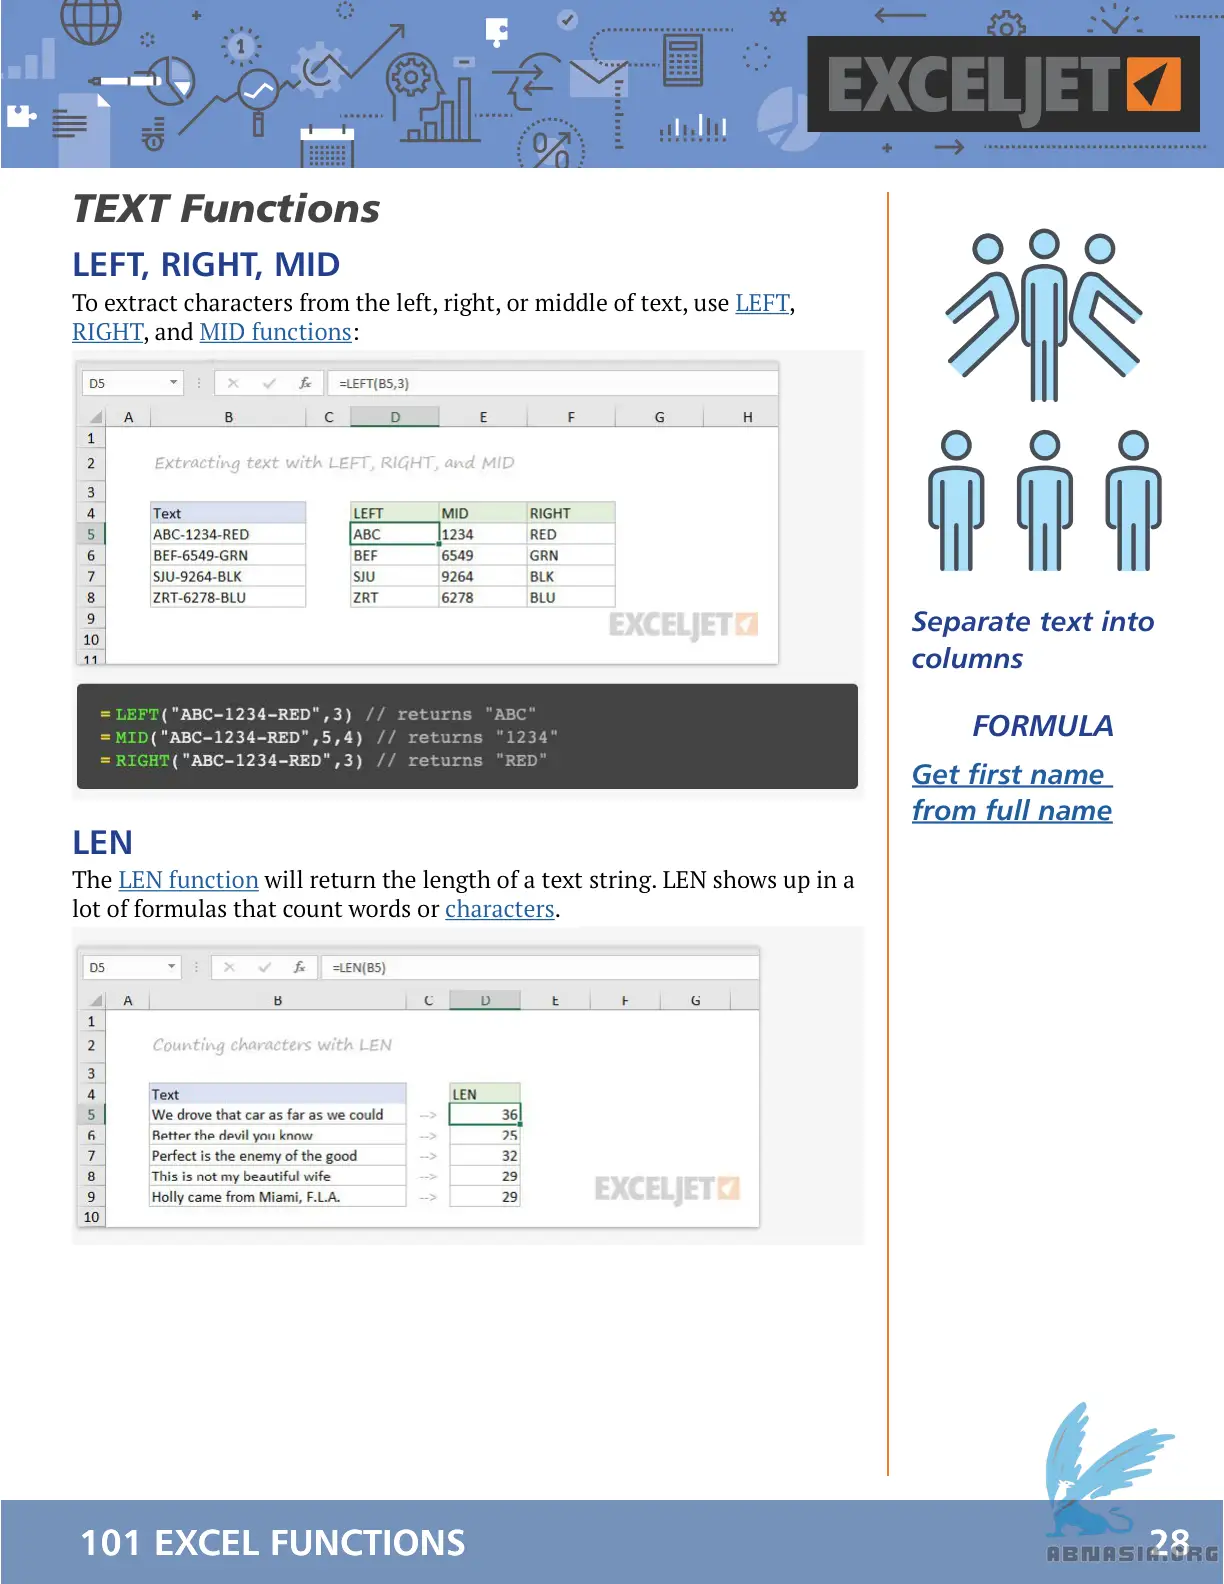 EXCELJET
TEXT Functions
LEFT, RIGHT, MID
To extract characters from the left, right, or middle of text, use LEFT,
RIGHT, and MID functions:
D5 fx =LEFT(B5,3)
A B C D E F G H
1
2 Extracting text with LEFT, RIGHT, and MID
3
4 Text LEFT MID RIGHT
5 ABC-1234-RED ABC 1234 RED
6 BEF-6549-GRN BEF 6549 GRN
7 SJU-9264-BLK SJU 9264 BLK
8 ZRT-6278-BLU ZRT 6278 BLU
9
EXCELJET
10
11
=LEFT("ABC-1234-RED",3) // returns "ABC"
=MID("ABC-1234-RED",5,4) // returns "1234"
=RIGHT("ABC-1234-RED",3) // returns "RED"
LEN
The LEN function will return the length of a text string. LEN shows up in a
lot of formulas that count words or characters.
D5 fx =LEN(B5)
A B C D E F G
1
2 Counting characters with LEN
3
4 Text LEN
5 We drove that car as far as we could --> 36
6 Better the devil you know --> 25
7 Perfect is the enemy of the good --> 32
8 This is not my beautiful wife --> 29
9 Holly came from Miami, F.L.A. --> 29
EXCELJET
10
Separate text into
columns
FORMULA
Get first name
from full name
101 EXCEL FUNCTIONS
28
ABNASIA.ORG